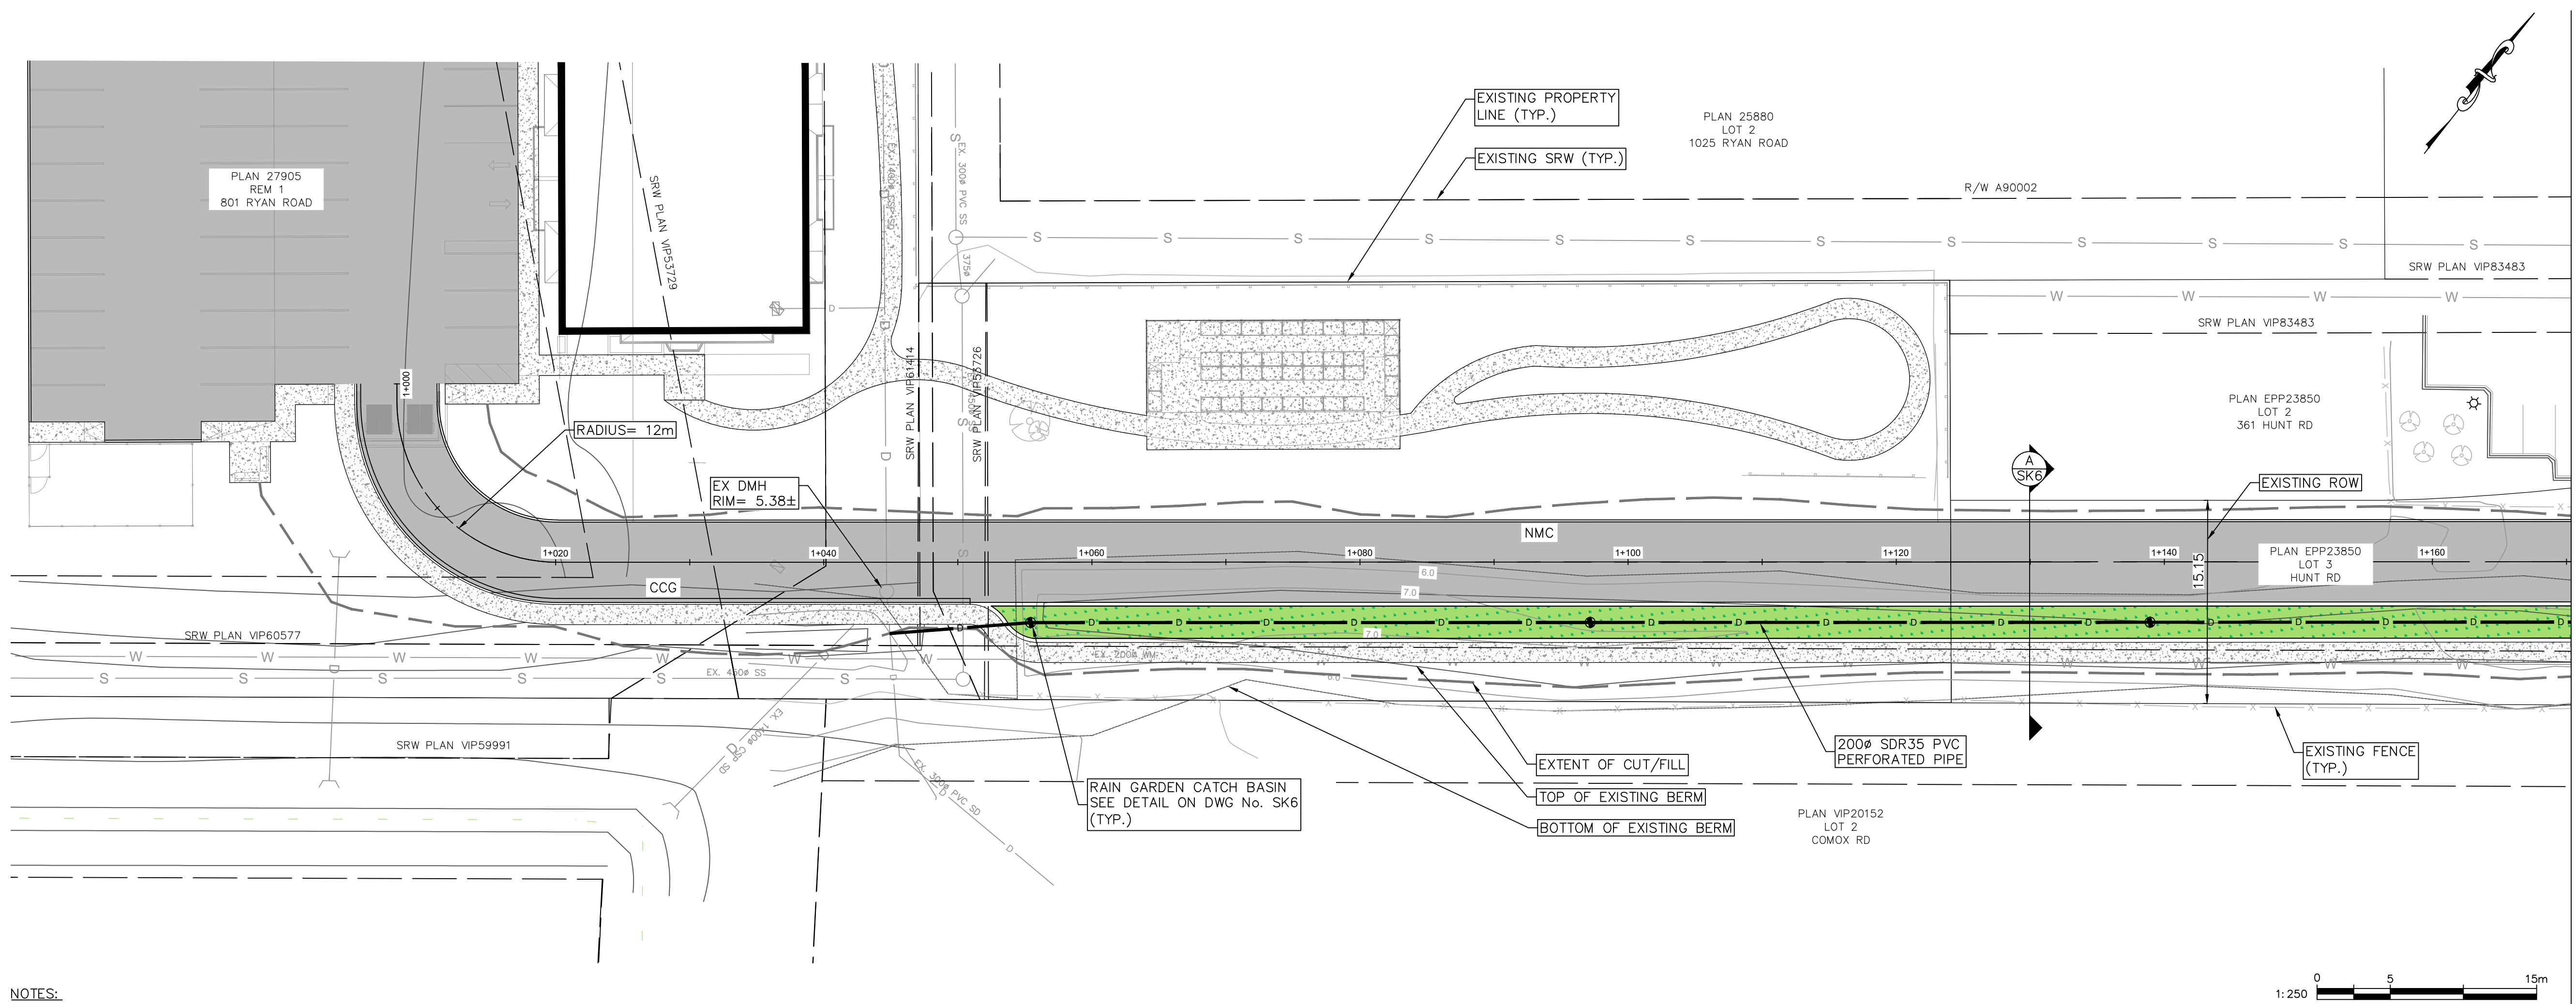 EXISTING PROPERTY
LINE (TYP.)
EXISTING SRW (TYP.)
PLAN 25880
LOT 2
1025 RYAN ROAD
R/W A90002
PLAN 27905
REM 1
801 RYAN ROAD
SRW PLAN VIP53729
EX. 300ø PVC SS
375ø
S S S S S S S S S S S S
SRW PLAN VIP83483
W W W W
SRW PLAN VIP83483
SRW PLAN VIP61414
SRW PLAN VIP53726
1+000
RADIUS= 12m
EX DMH
RIM= 5.38±
PLAN EPP23850
LOT 2
361 HUNT RD
A
SK6
EXISTING ROW
NMC
1+020
1+040
1+060
1+080
1+100
1+120
1+140
1+160
15.15
PLAN EPP23850
LOT 3
HUNT RD
CCG
6.0
7.0
7.0
6.0
SRW PLAN VIP60577
EX. 200ø WM
EX. 450ø SS
EX. 1400ø CSP SD
SRW PLAN VIP59991
EX. 300ø PVC SD
RAIN GARDEN CATCH BASIN
SEE DETAIL ON DWG No. SK6
(TYP.)
EXTENT OF CUT/FILL
TOP OF EXISTING BERM
BOTTOM OF EXISTING BERM
200ø SDR35 PVC
PERFORATED PIPE
PLAN VIP20152
LOT 2
COMOX RD
EXISTING FENCE
(TYP.)
NOTES:
1:250
0 5 15m